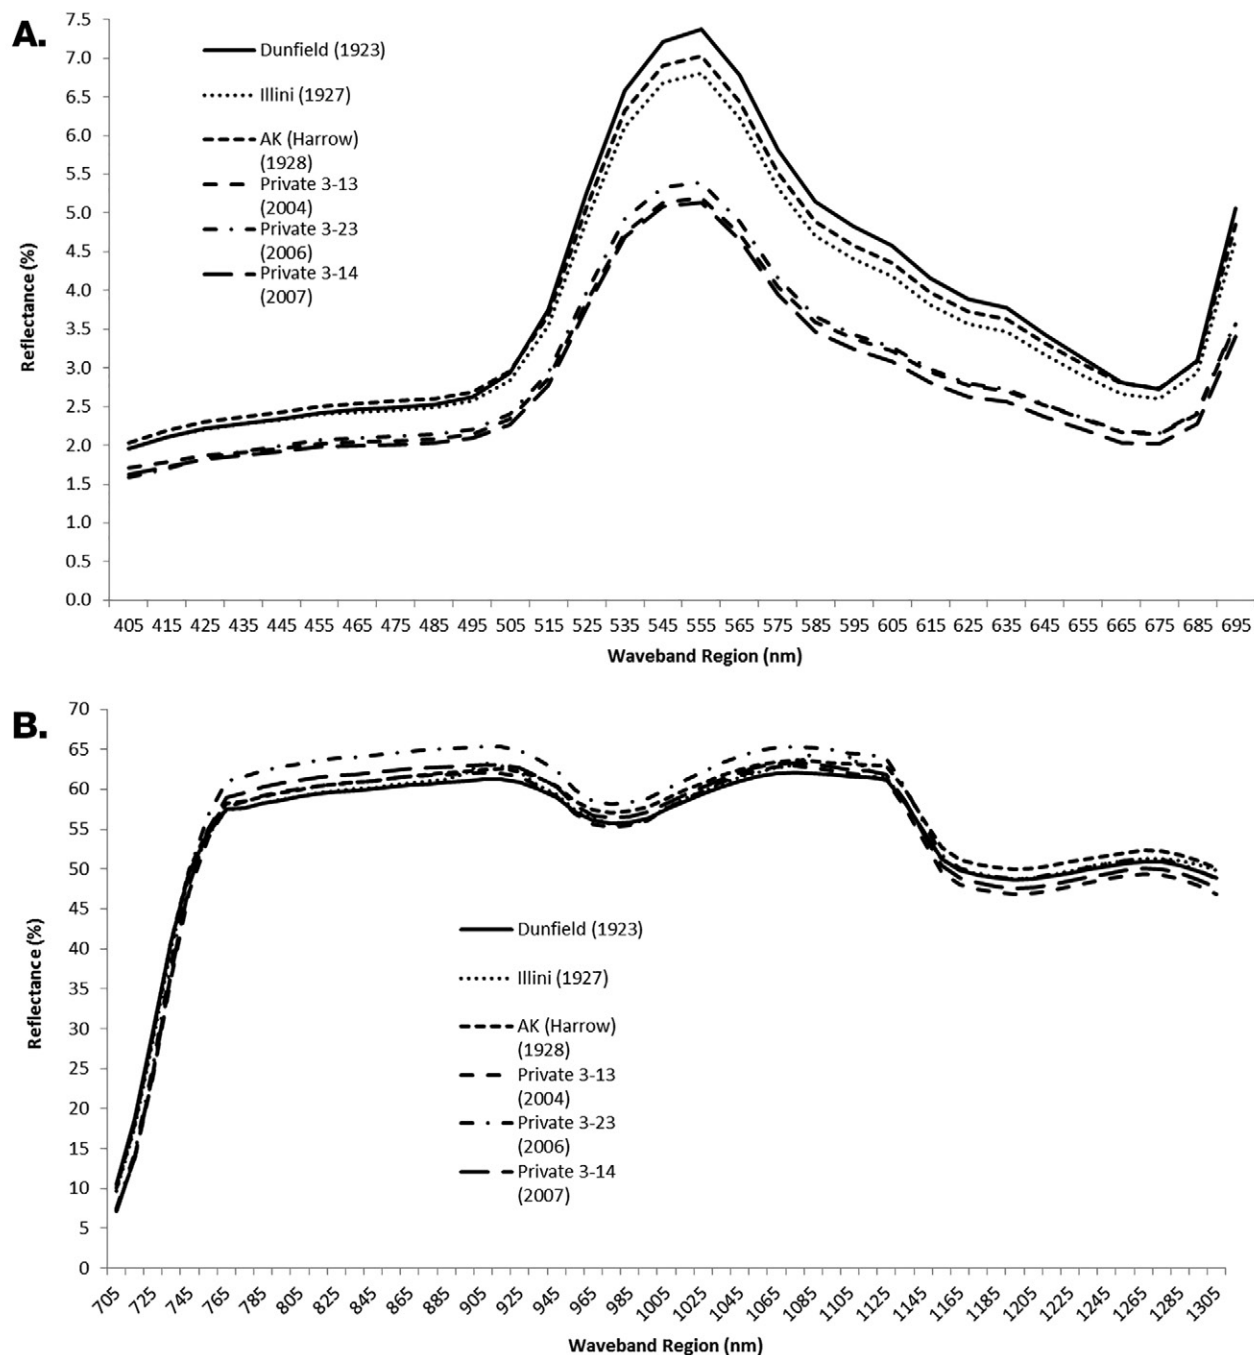 A.
7.5
7.0
6.5
6.0
5.5
5.0
4.5
4.0
3.5
3.0
2.5
2.0
1.5
1.0
0.5
0.0
Reflectance (%)
Dunfield (1923)
Illini (1927)
AK (Harrow)
(1928)
Private 3-13
(2004)
Private 3-23
(2006)
Private 3-14
(2007)
405 415 425 435 445 455 465 475 485 495 505 515 525 535 545 555 565 575 585 595 605 615 625 635 645 655 665 675 685 695
Waveband Region (nm)
B.
70
65
60
55
50
45
40
35
30
25
20
15
10
5
0
Reflectance (%)
Dunfield (1923)
Illini (1927)
AK (Harrow)
(1928)
Private 3-13
(2004)
Private 3-23
(2006)
Private 3-14
(2007)
705 725 745 765 785 805 825 845 865 885 905 925 945 965 985 1005 1025 1045 1065 1085 1105 1125 1145 1165 1185 1205 1225 1245 1265 1285 1305
Waveband Region (nm)